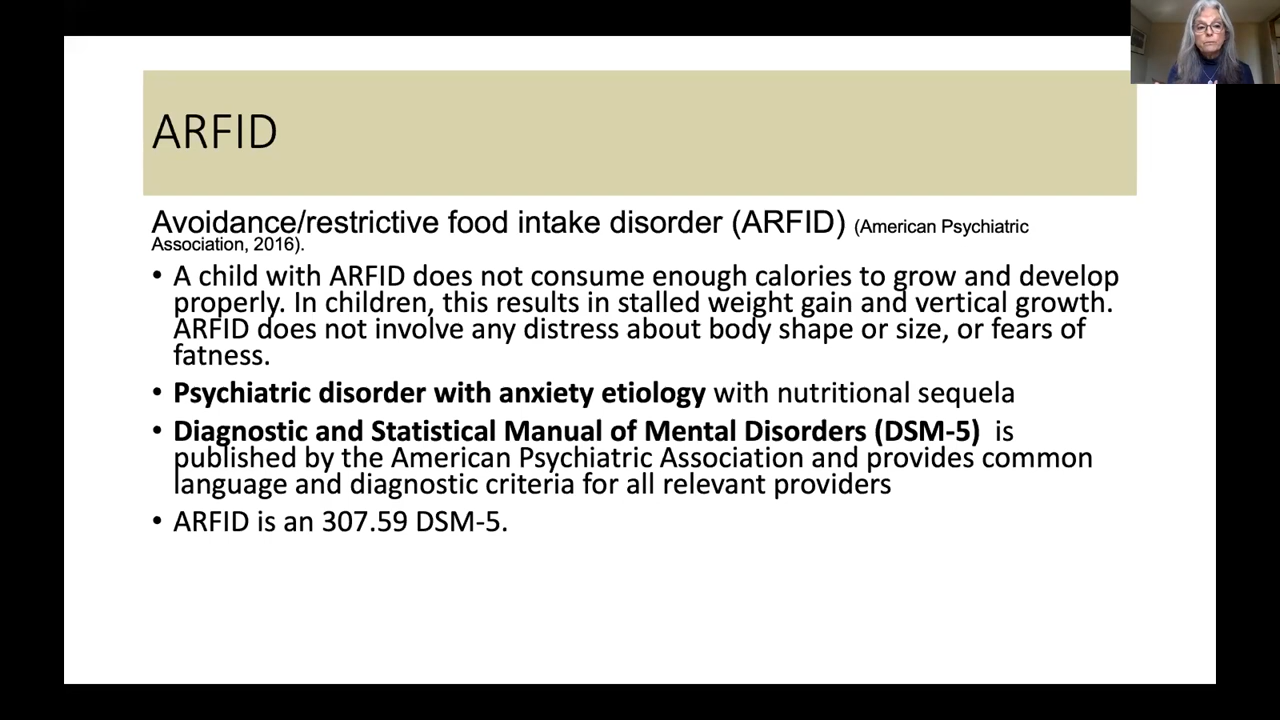 ARFID
Avoidance/restrictive food intake disorder (ARFID) (American Psychiatric
Association, 2016).
• A child with ARFID does not consume enough calories to grow and develop
properly. In children, this results in stalled weight gain and vertical growth.
ARFID does not involve any distress about body shape or size, or fears of
fatness.
• Psychiatric disorder with anxiety etiology with nutritional sequela
• Diagnostic and Statistical Manual of Mental Disorders (DSM-5)  is
published by the American Psychiatric Association and provides common
language and diagnostic criteria for all relevant providers
• ARFID is an 307.59 DSM-5.